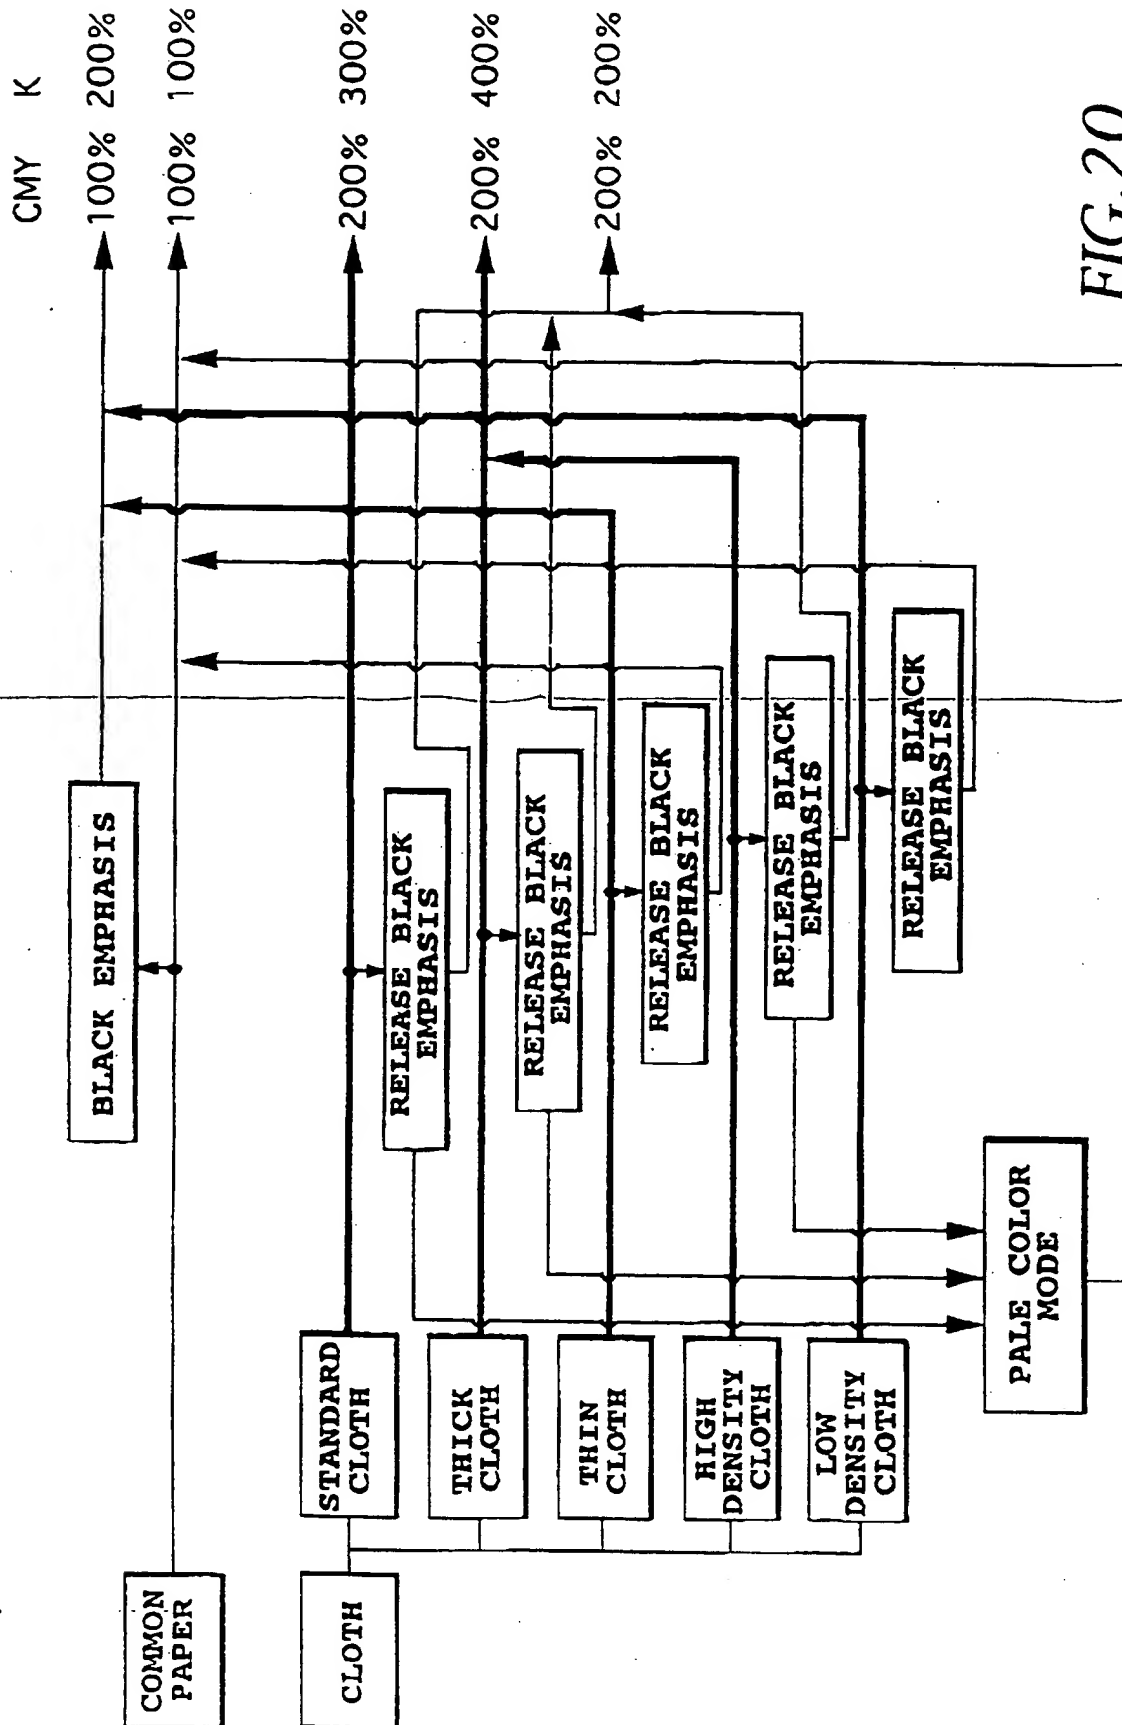 CMY K
100% 200%
100% 100%
200% 300%
200% 400%
200% 200%
BLACK EMPHASIS
RELEASE BLACK
EMPHASIS
RELEASE BLACK
EMPHASIS
RELEASE BLACK
EMPHASIS
RELEASE BLACK
EMPHASIS
RELEASE BLACK
EMPHASIS
COMMON
PAPER
CLOTH
STANDARD
CLOTH
THICK
CLOTH
THIN
CLOTH
HIGH
DENSITY
CLOTH
LOW
DENSITY
CLOTH
PALE COLOR
MODE
FIG.20